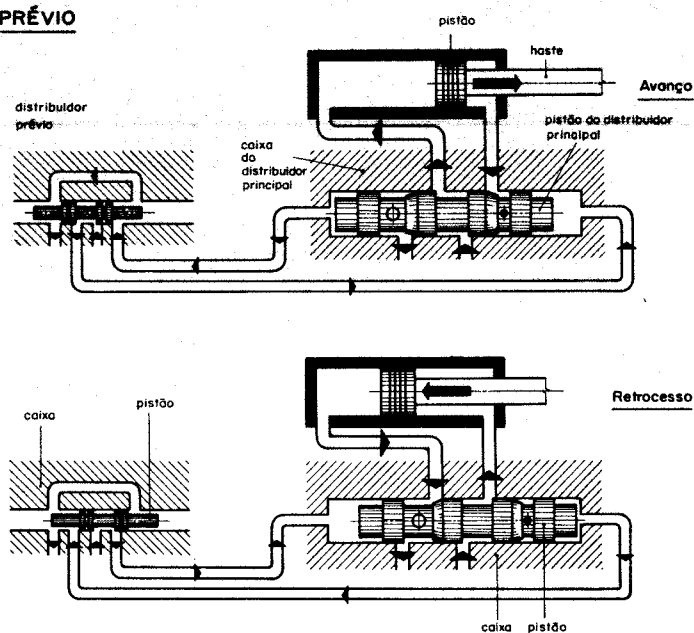 PRÉVIO
pistão
haste
Avanço
distribuidor
prévio
caixa
do
distribuidor
principal
pistão do distribuidor
principal
Retrocesso
caixa
pistão
caixa
pistão